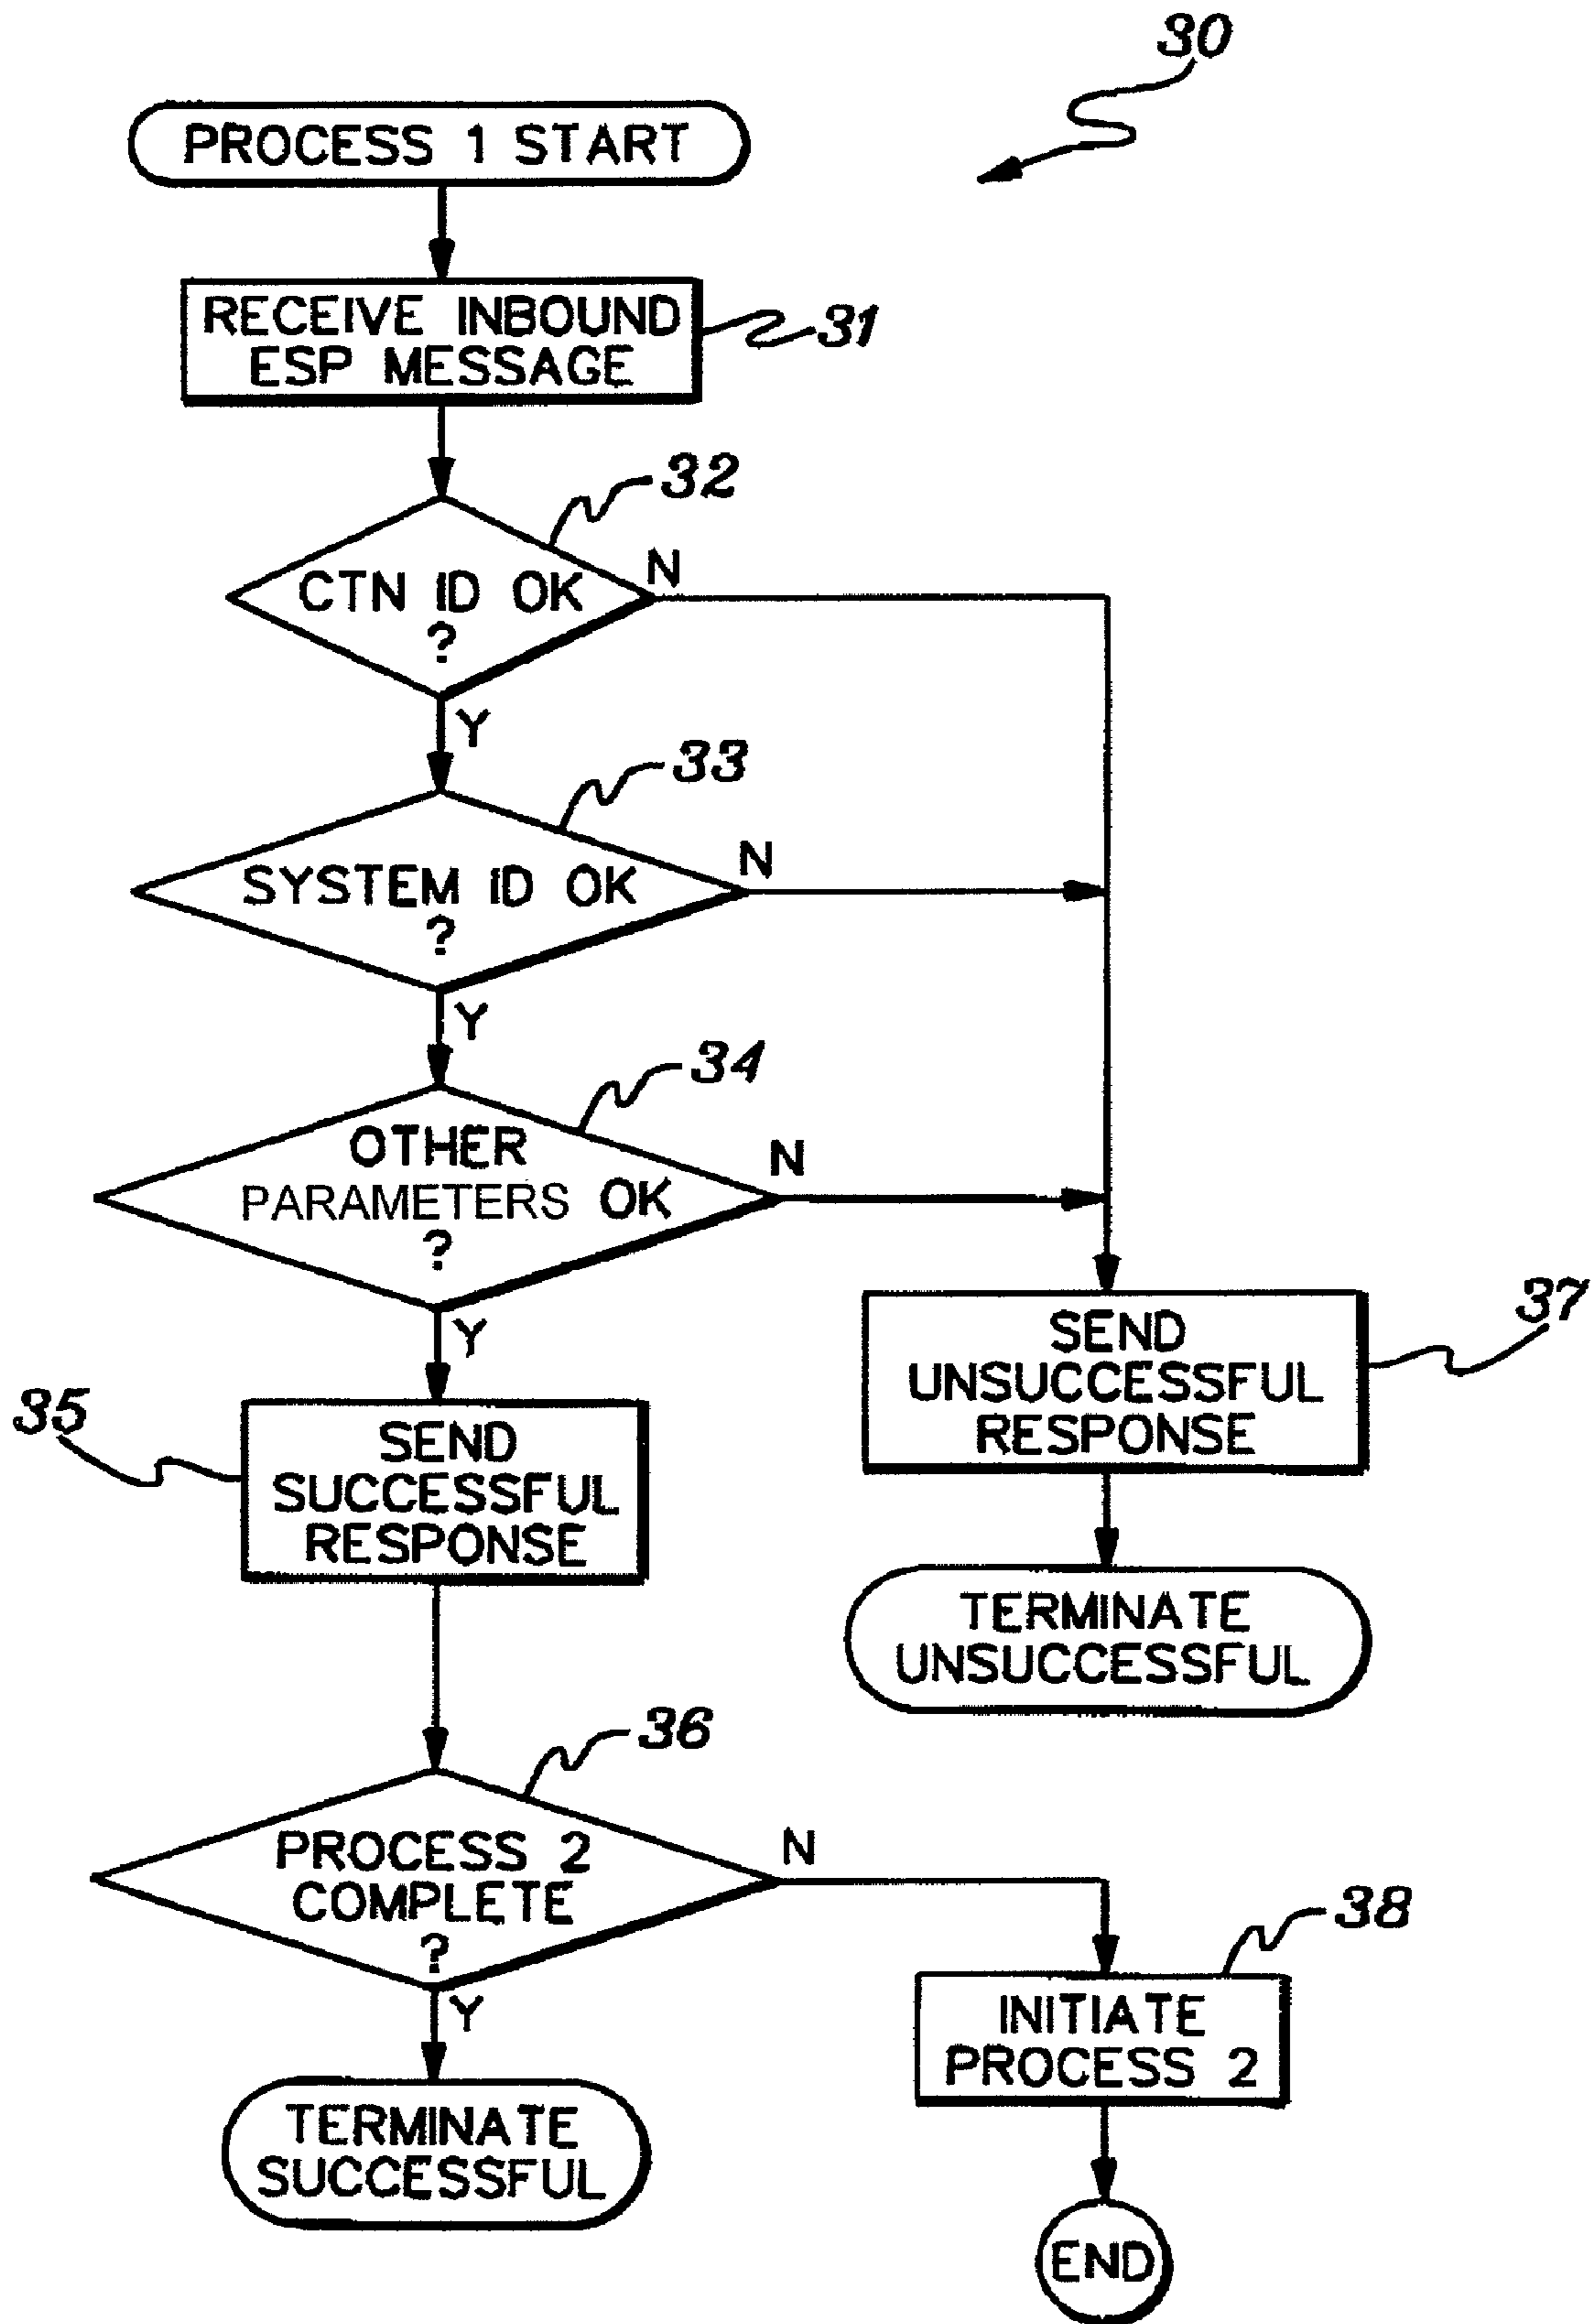 30
PROCESS 1 START
RECEIVE INBOUND
ESP MESSAGE
31
32
CTN ID OK
?
N
Y
33
SYSTEM ID OK
?
N
Y
34
OTHER
PARAMETERS OK
?
N
Y
35
SEND
SUCCESSFUL
RESPONSE
37
SEND
UNSUCCESSFUL
RESPONSE
TERMINATE
UNSUCCESSFUL
36
PROCESS 2
COMPLETE
?
N
Y
38
INITIATE
PROCESS 2
TERMINATE
SUCCESSFUL
END